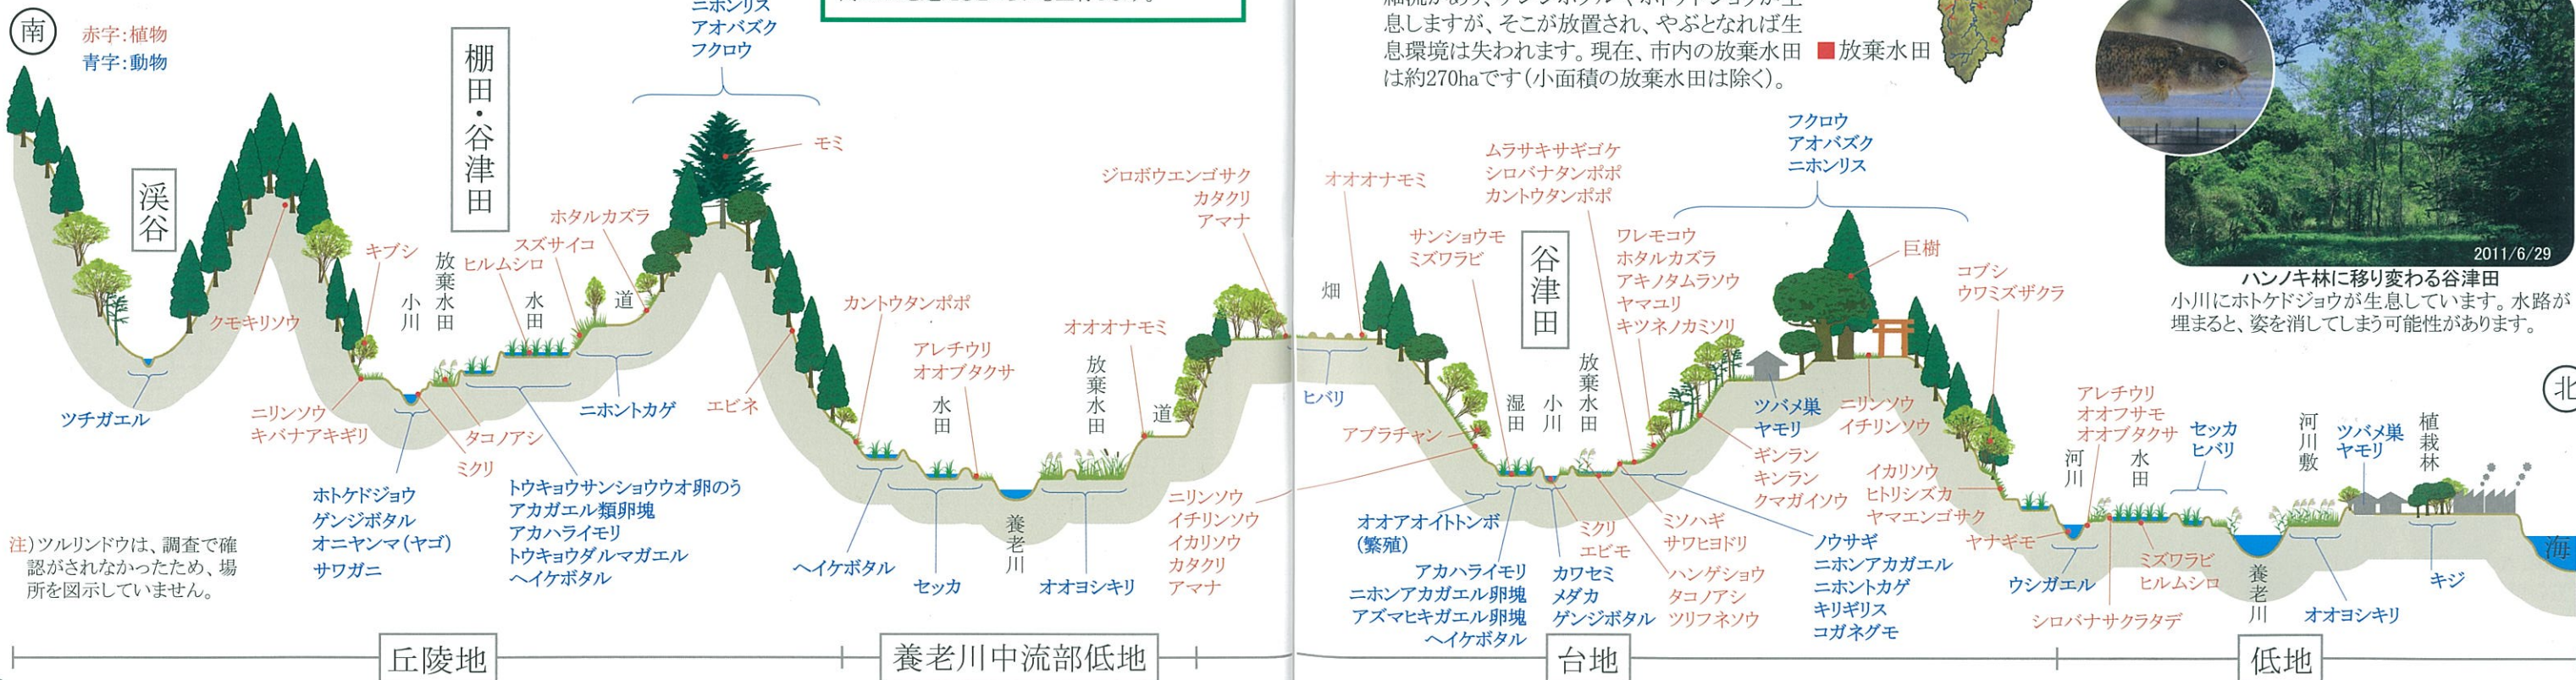 南
赤字:植物
青字:動物
ニホンリス
アオバズク
フクロウ
渓谷
棚田・谷津田
モミ
ホタルカズラ
スズサイコ
ヒルムシロ
キブシ
小川
放棄水田
水田
道
クモキリソウ
ツチガエル
ニリンソウ
キバナアキギリ
タコノアシ
ミクリ
ニホントカゲ
エビネ
ホトケドジョウ
ゲンジボタル
オニヤンマ(ヤゴ)
サワガニ
トウキョウサンショウウオ卵のう
アカガエル類卵塊
アカハライモリ
トウキョウダルマガエル
ヘイケボタル
注)ツルリンドウは、調査で確
認がされなかったため、場
所を図示していません。
丘陵地
カントウタンポポ
アレチウリ
オオブタクサ
水田
オオオナモミ
放棄水田
道
ジロボウエンゴサク
カタクリ
アマナ
ヘイケボタル
セッカ
養老川
オオヨシキリ
ニリンソウ
イチリンソウ
イカリソウ
カタクリ
アマナ
養老川中流部低地
息しますが、そこが放置され、やぶとなれば生
息環境は失われます。現在、市内の放棄水田
は約270haです(小面積の放棄水田は除く)。
■放棄水田
オオオナモミ
畑
ヒバリ
アブラチャン
サンショウモ
ミズワラビ
谷津田
ムラサキサギゴケ
シロバナタンポポ
カントウタンポポ
ワレモコウ
ホタルカズラ
アキノタムラソウ
ヤマユリ
キツネノカミソリ
湿田
小川
放棄水田
フクロウ
アオバズク
ニホンリス
巨樹
コブシ
ウワミズザクラ
ツバメ巣
ヤモリ
ニリンソウ
イチリンソウ
ギンラン
キンラン
クマガイソウ
イカリソウ
ヒトリシズカ
ヤマエンゴサク
オオアオイトトンボ
(繁殖)
アカハライモリ
ニホンアカガエル卵塊
アズマヒキガエル卵塊
ヘイケボタル
ミクリ
エビモ
カワセミ
メダカ
ゲンジボタル
ミソハギ
サワヒヨドリ
ハンゲショウ
タコノアシ
ツリフネソウ
ノウサギ
ニホンアカガエル
ニホントカゲ
キリギリス
コガネグモ
台地
2011/6/29
ハンノキ林に移り変わる谷津田
小川にホトケドジョウが生息しています。水路が
埋まると、姿を消してしまう可能性があります。
北
アレチウリ
オオフサモ
オオブタクサ
河川
水田
セッカ
ヒバリ
河川敷
ツバメ巣
ヤモリ
植栽林
ヤナギモ
ウシガエル
ミズワラビ
ヒルムシロ
シロバナサクラタデ
養老川
オオヨシキリ
キジ
海
低地